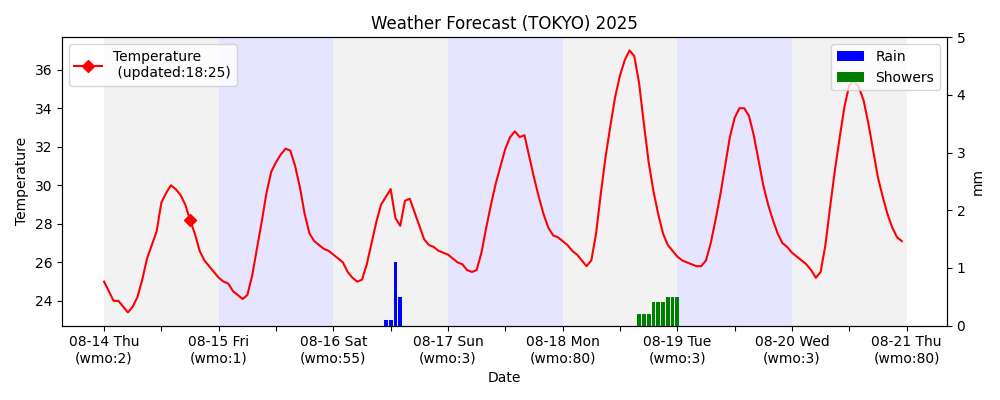 Weather Forecast (TOKYO) 2025
Temperature
(updated:18:25)
Rain
Showers
Temperature
36
34
32
30
28
26
24
5
4
3
2
1
0
mm
08-14 Thu
(wmo:2)
08-15 Fri
(wmo:1)
08-16 Sat
(wmo:55)
08-17 Sun
(wmo:3)
08-18 Mon
(wmo:80)
08-19 Tue
(wmo:3)
08-20 Wed
(wmo:3)
08-21 Thu
(wmo:80)
Date